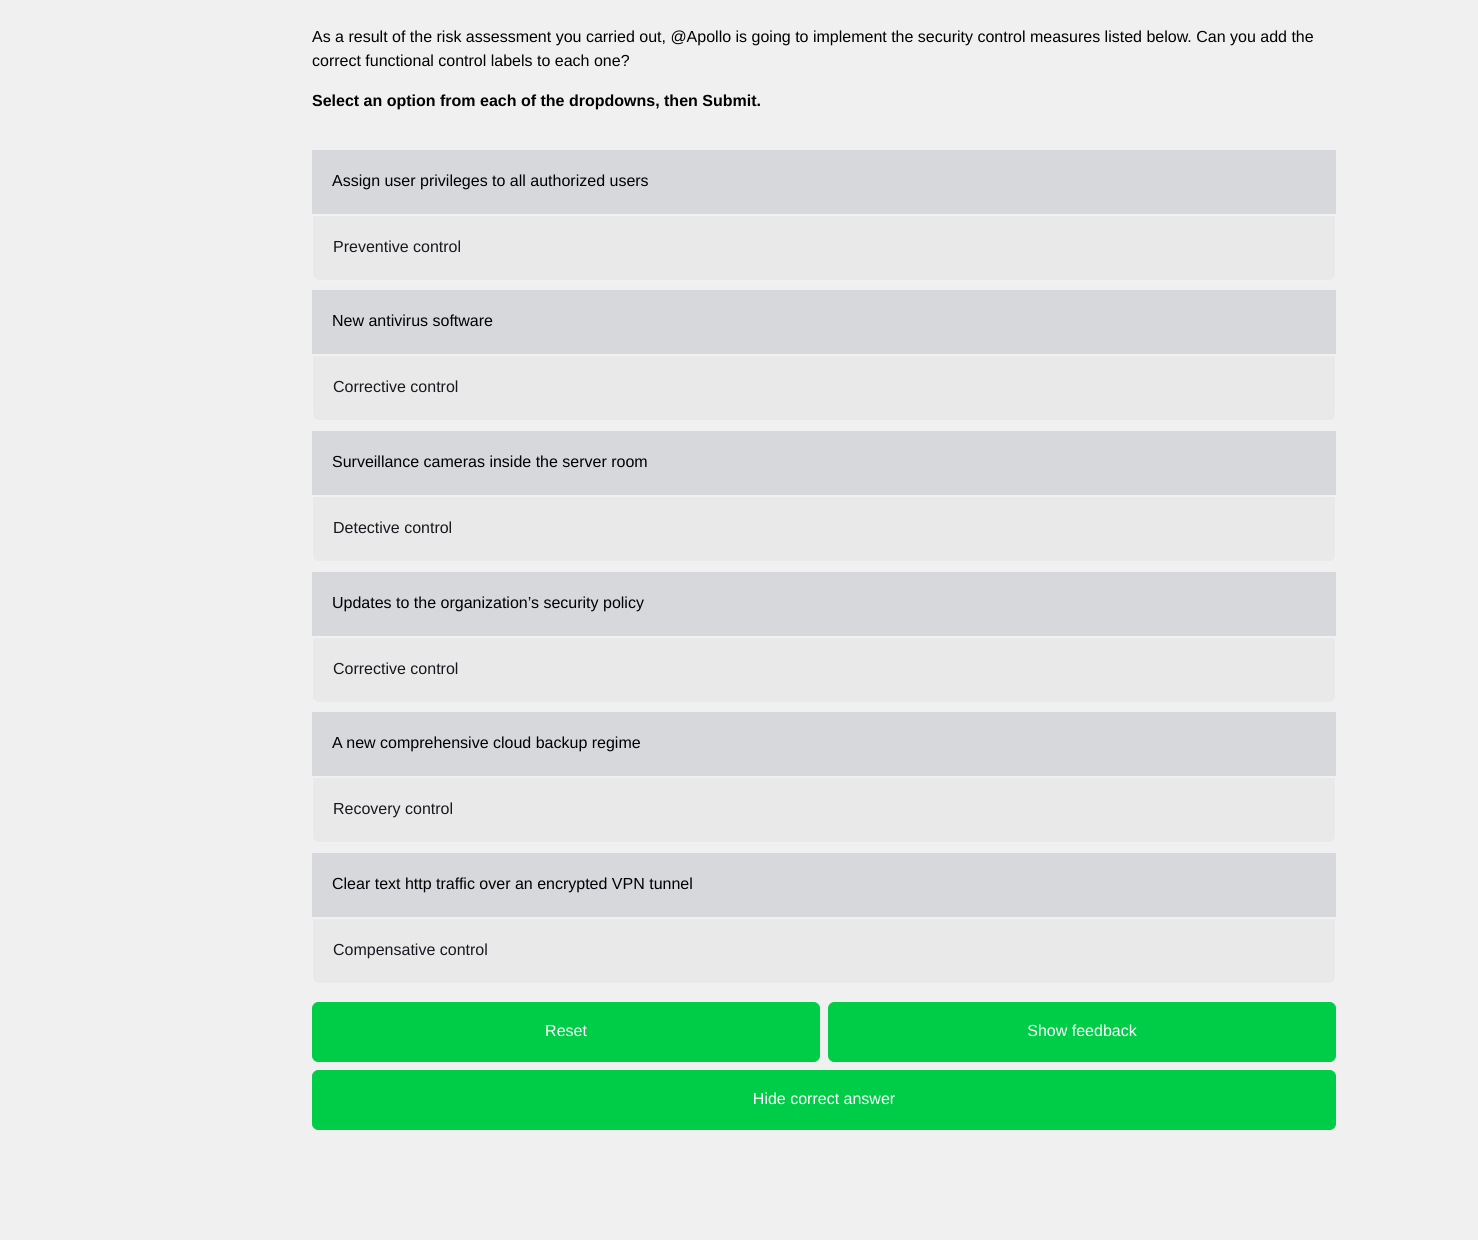 As a result of the risk assessment you carried out, @Apollo is going to implement the security control measures listed below. Can you add the
correct functional control labels to each one?
Select an option from each of the dropdowns, then Submit.
Assign user privileges to all authorized users
Preventive control
New antivirus software
Corrective control
Surveillance cameras inside the server room
Detective control
Updates to the organization’s security policy
Corrective control
A new comprehensive cloud backup regime
Recovery control
Clear text http traffic over an encrypted VPN tunnel
Compensative control
Reset
Show feedback
Hide correct answer